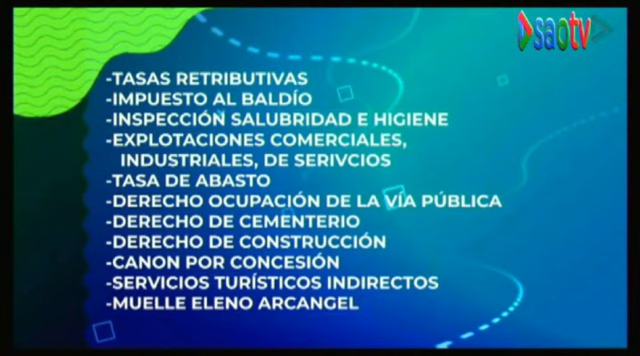 saotv
-TASAS RETRIBUTIVAS
-IMPUESTO AL BALDÍO
-INSPECCIÓN SALUBRIDAD E HIGIENE
-EXPLOTACIONES COMERCIALES,
INDUSTRIALES, DE SERIVCIOS
-TASA DE ABASTO
-DERECHO OCUPACIÓN DE LA VÍA PÚBLICA
-DERECHO DE CEMENTERIO
-DERECHO DE CONSTRUCCIÓN
-CANON POR CONCESIÓN
-SERVICIOS TURÍSTICOS INDIRECTOS
-MUELLE ELENO ARCANGEL